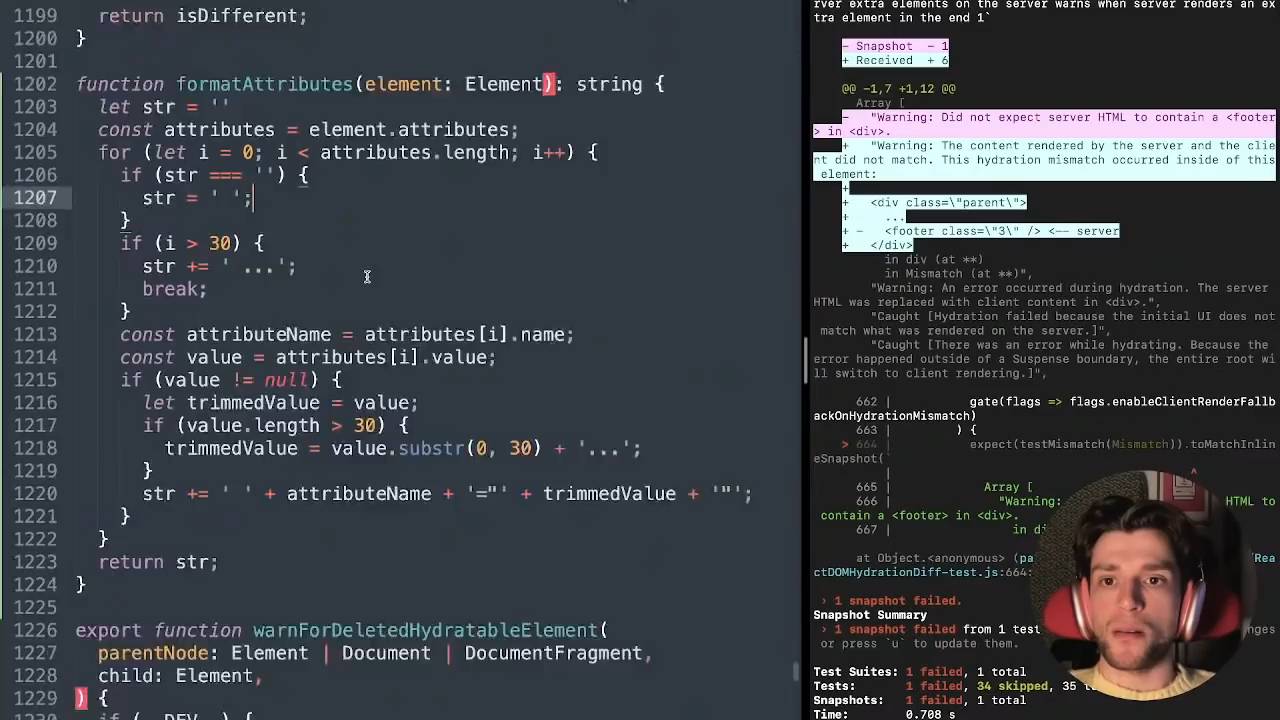 1199 return isDifferent;
1200 }
1201
1202 function formatAttributes(element: Element): string {
1203 let str = ''
1204 const attributes = element.attributes;
1205 for (let i = 0; i < attributes.length; i++) {
1206 if (str === '') {
1207 str = ' ';
1208 }
1209 if (i > 30) {
1210 str += ' ...';
1211 break;
1212 }
1213 const attributeName = attributes[i].name;
1214 const value = attributes[i].value;
1215 if (value != null) {
1216 let trimmedValue = value;
1217 if (value.length > 30) {
1218 trimmedValue = value.substr(0, 30) + '...';
1219 }
1220 str += ' ' + attributeName + '="' + trimmedValue + '"';
1221 }
1222 }
1223 return str;
1224 }
1225
1226 export function warnForDeletedHydratableElement(
1227 parentNode: Element | Document | DocumentFragment,
1228 child: Element,
1229 ) {
if (__DEV__) {
rver extra elements on the server warns when server renders an ex
tra element in the end 1`
- Snapshot - 1
+ Received + 6
@@ -1,7 +1,12 @@
Array [
- "Warning: Did not expect server HTML to contain a <footer
> in <div>.
+ "Warning: The content rendered by the server and the clie
nt did not match. This hydration mismatch occurred inside of this
element:
+
+ <div class=\"parent\">
+ ...
+ - <footer class=\"3\" /> <-- server
+ </div>
in div (at **)
in Mismatch (at **)",
"Warning: An error occurred during hydration. The server
HTML was replaced with client content in <div>.",
"Caught [Hydration failed because the initial UI does not
match what was rendered on the server.]",
"Caught [There was an error while hydrating. Because the
error happened outside of a Suspense boundary, the entire root wi
ll switch to client rendering.]",
662 | gate(flags => flags.enableClientRenderFallb
ackOnHydrationMismatch)
663 | ) {
> 664 | expect(testMismatch(Mismatch)).toMatchInlin
eSnapshot(`
| ^
665 | Array [
666 | "Warning: HTML to
contain a <footer> in <div>.
667 | in di
at Object.<anonymous> (pa /Rea
ctDOMHydrationDiff-test.js:664:
› 1 snapshot failed.
Snapshot Summary
› 1 snapshot failed from 1 test nges
or press `u` to update them.
Test Suites: 1 failed, 1 total
Tests: 1 failed, 34 skipped, 35 t
Snapshots: 1 failed, 1 total
Time: 0.708 s